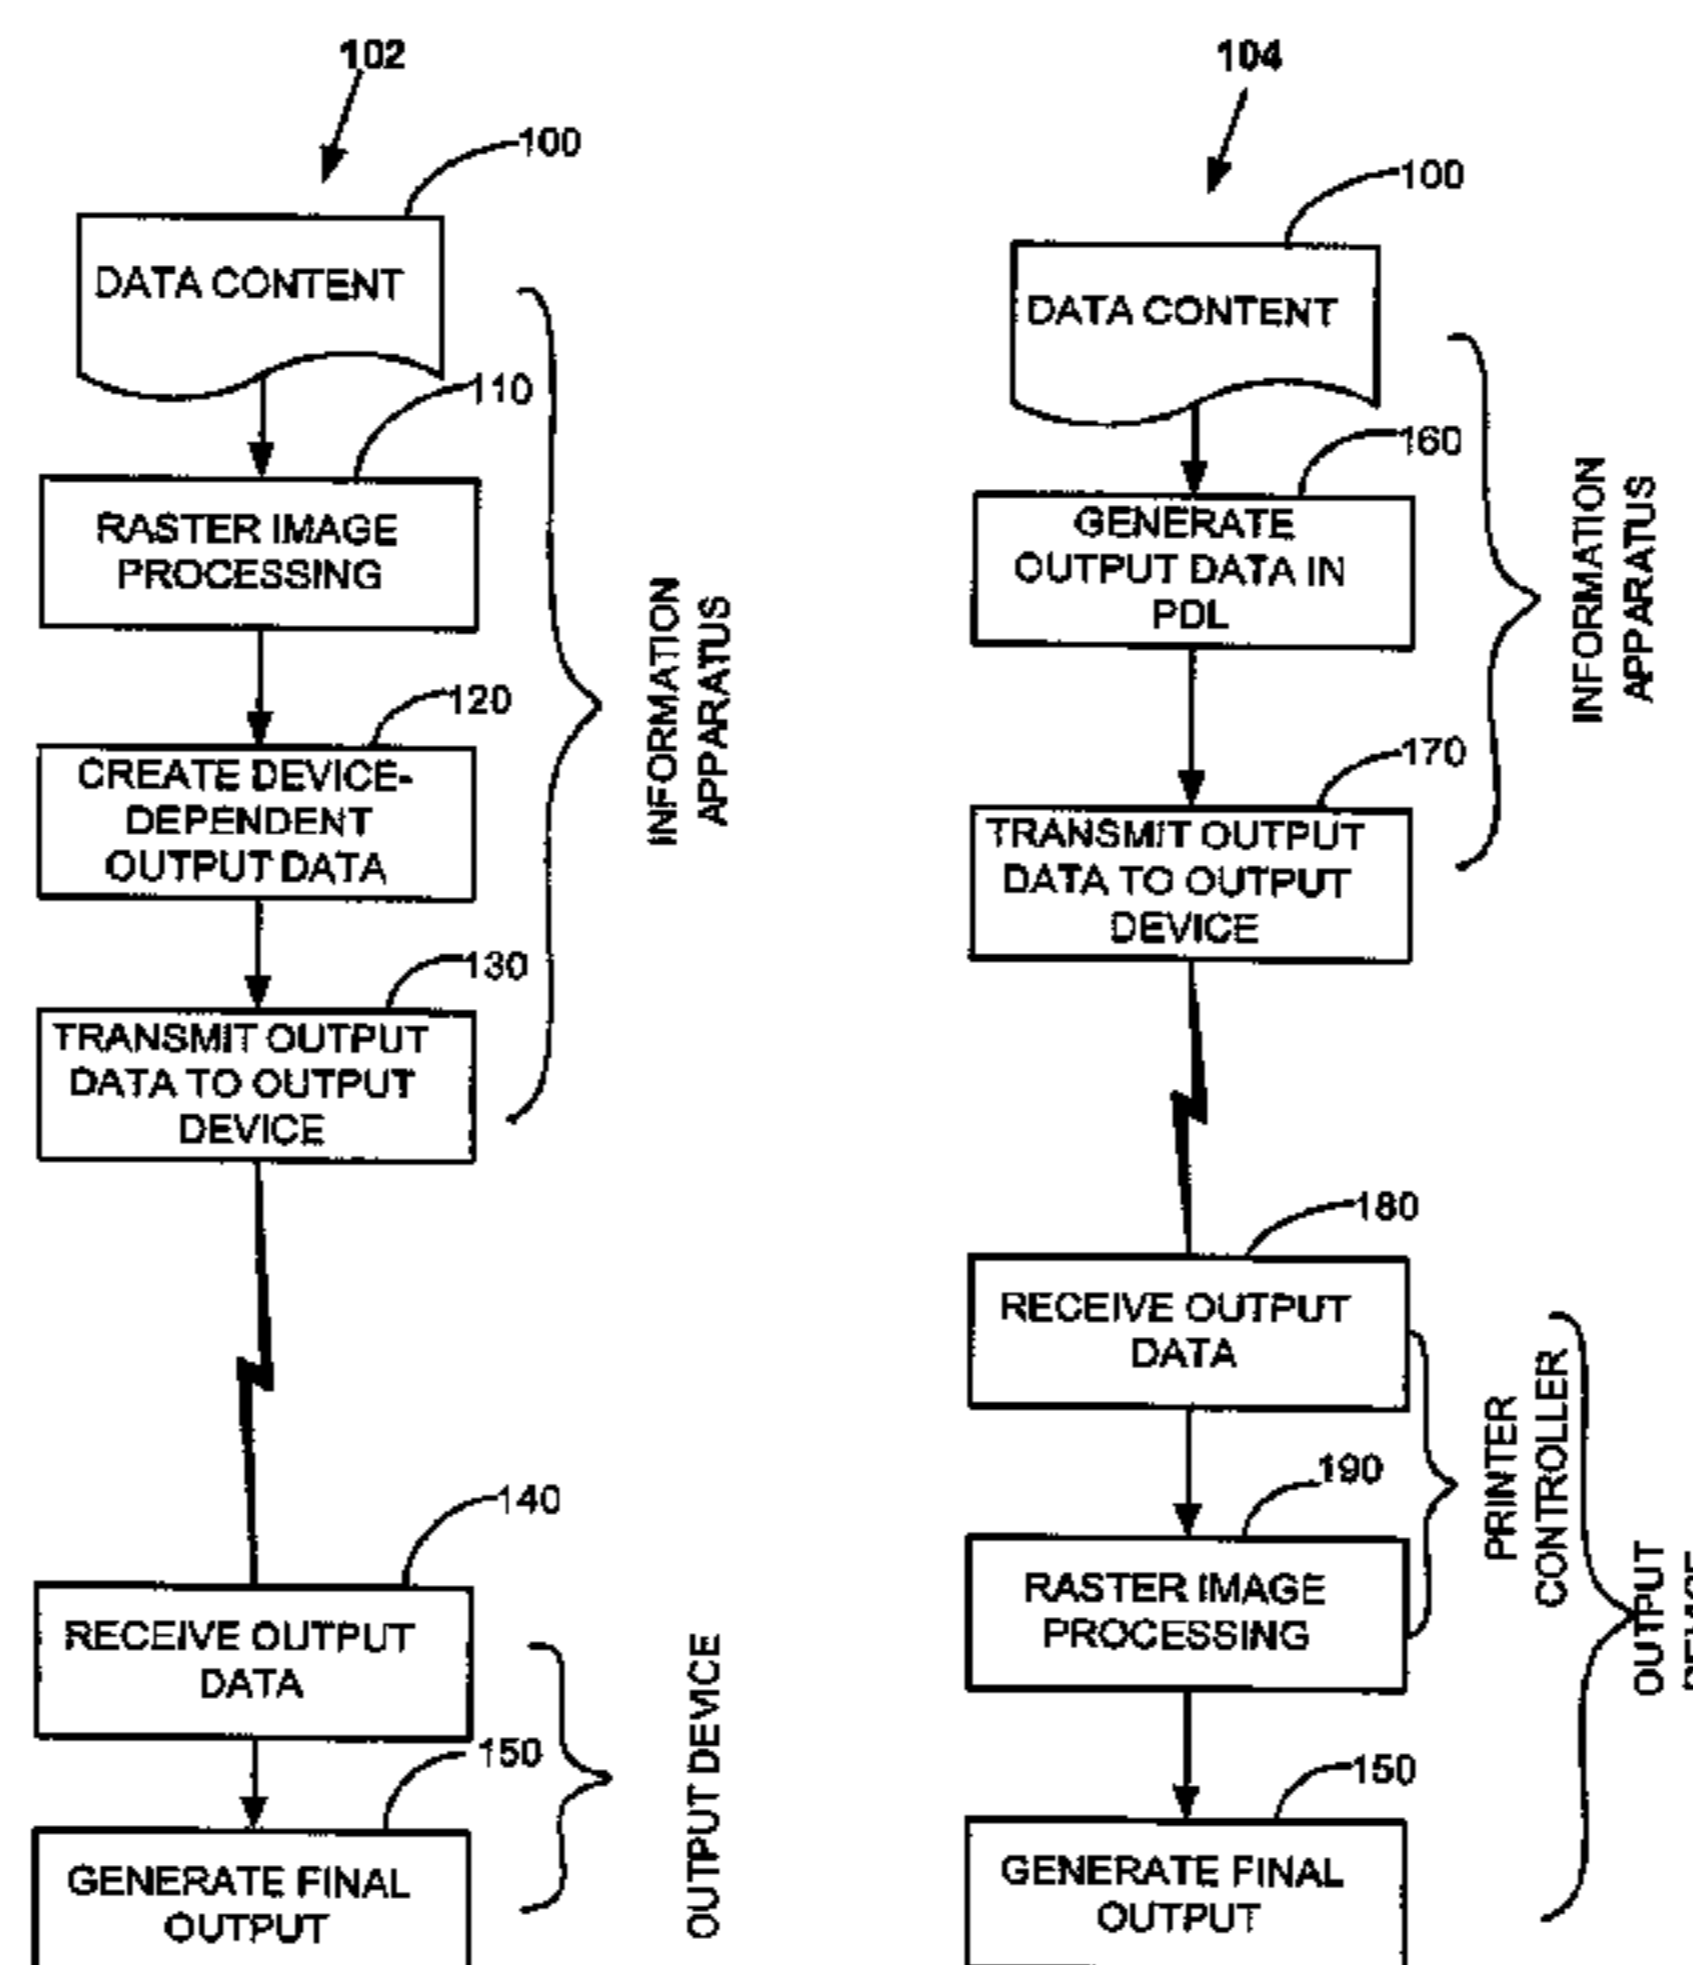 102
100
DATA CONTENT
110
RASTER IMAGE
PROCESSING
120
CREATE DEVICE-
DEPENDENT
OUTPUT DATA
130
TRANSMIT OUTPUT
DATA TO OUTPUT
DEVICE
INFORMATION
APPARATUS
140
RECEIVE OUTPUT
DATA
150
GENERATE FINAL
OUTPUT
OUTPUT DEVICE
104
100
DATA CONTENT
160
GENERATE
OUTPUT DATA IN
PDL
170
TRANSMIT OUTPUT
DATA TO OUTPUT
DEVICE
INFORMATION
APPARATUS
180
RECEIVE OUTPUT
DATA
190
RASTER IMAGE
PROCESSING
PRINTER
CONTROLLER
150
GENERATE FINAL
OUTPUT
OUTPUT